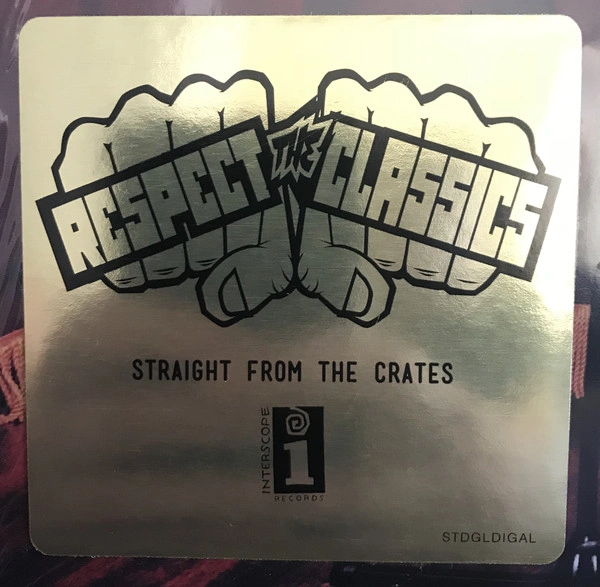 RESPECT THE CLASSICS
STRAIGHT FROM THE CRATES
INTERSCOPE
i
RECORDS
STDGLDIGAL